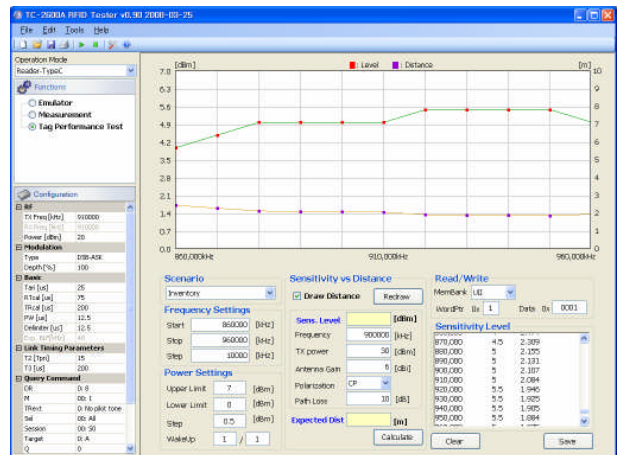 TC-2600A RFID Tester v0.90 2008-03-25
File Edit Tools Help
Operation Mode
Reader-TypeC
Functions
Emulator
Measurement
Tag Performance Test
Configuration
RF
TX Freq [kHz] 910000
910000
Power [dBm] 20
Modulation
Type DSB-ASK
Depth [%] 100
Basic
Tari [us] 25
RTcal [us] 75
TRcal [us] 200
PW [us] 12.5
Delimiter [us] 12.5
40
Link Timing Parameters
T2 [Tpri] 15
T3 [us] 200
Query Command
DR 0: 8
M 00: 1
TRext 0: No pilot tone
Sel 00: All
Session 00: S0
Target 0: A
Q 0
[dBm] : Level : Distance [m]
7.0
6.3
5.6
4.9
4.2
3.5
2.8
2.1
1.4
0.7
0.0
10
9
8
7
6
5
4
3
2
1
0
860,000kHz 910,000kHz 960,000kHz
Scenario
Inventory
Frequency Settings
Start 860000 [kHz]
Stop 960000 [kHz]
Step 10000 [kHz]
Power Settings
Upper Limit 7 [dBm]
Lower Limit 0 [dBm]
Step 0.5 [dBm]
WakeUp 1 / 1
Sensitivity vs Distance
Draw Distance Redraw
Sens. Level [dBm]
Frequency 900000 [kHz]
TX power 30 [dBm]
Antenna Gain 6 [dBi]
Polarization CP
Path Loss 10 [dB]
Expected Dist [m]
Calculate
Read/Write
MemBank UII
WordPtr 0x 1 Data 0x 0001
Sensitivity Level
870,000 4.5 2.309
880,000 5 2.155
890,000 5 2.131
900,000 5 2.107
910,000 5 2.084
920,000 5.5 1.946
930,000 5.5 1.925
940,000 5.5 1.905
950,000 5.5 1.884
Clear Save